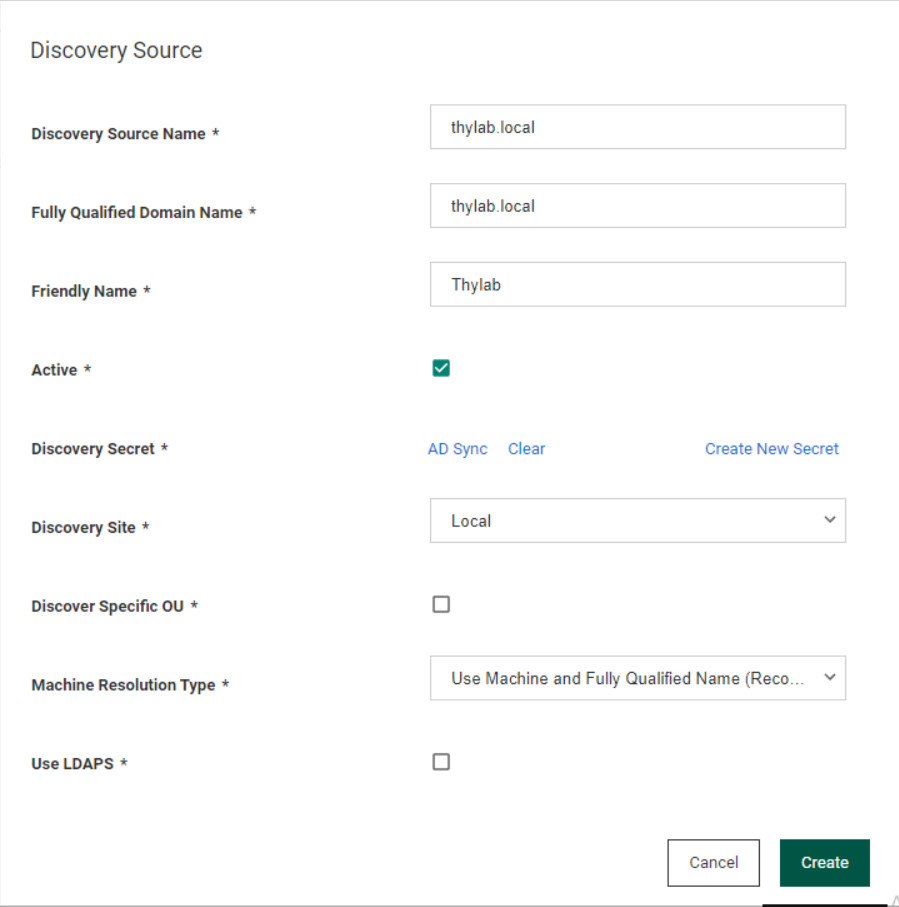 Discovery Source
Discovery Source Name * thylab.local
Fully Qualified Domain Name * thylab.local
Friendly Name * Thylab
Active *
Discovery Secret * AD Sync Clear Create New Secret
Discovery Site * Local
Discover Specific OU *
Machine Resolution Type * Use Machine and Fully Qualified Name (Reco...
Use LDAPS *
Cancel Create